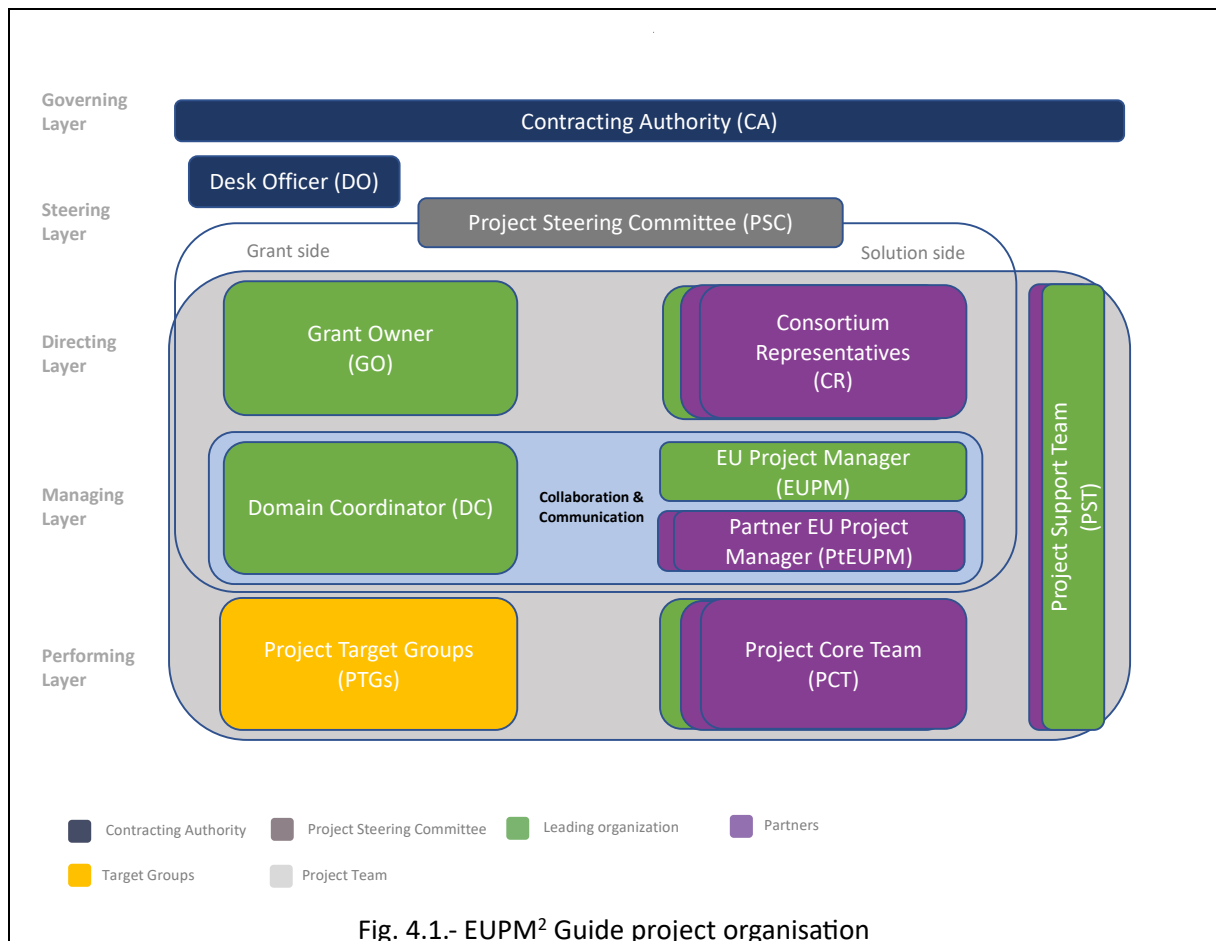 Governing
Layer
Contracting Authority (CA)
Desk Officer (DO)
Steering
Layer
Project Steering Committee (PSC)
Grant side
Solution side
Directing
Layer
Grant Owner
(GO)
Consortium
Representatives
(CR)
Managing
Layer
Domain Coordinator (DC)
Collaboration &
Communication
EU Project Manager
(EUPM)
Partner EU Project
Manager (PtEUPM)
Project Support Team
(PST)
Performing
Layer
Project Target Groups
(PTGs)
Project Core Team
(PCT)
Contracting Authority
Project Steering Committee
Leading organization
Partners
Target Groups
Project Team
Fig. 4.1.- EUPM² Guide project organisation